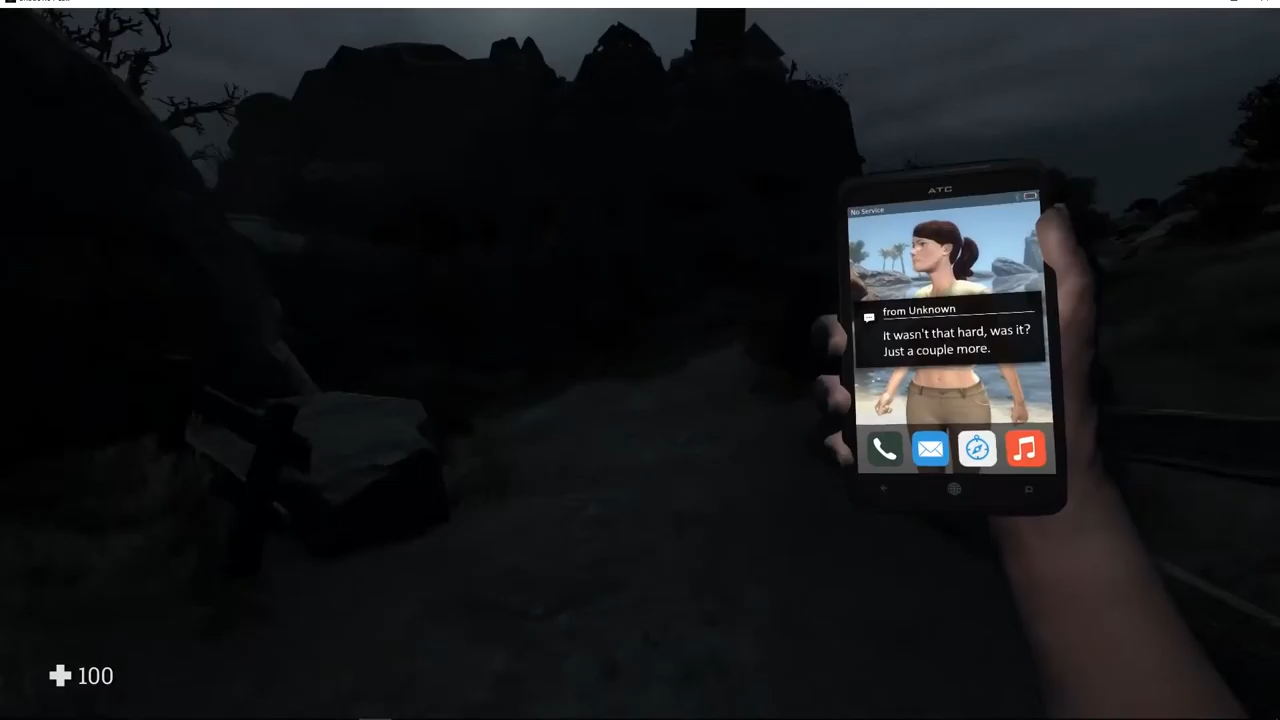 ATC
No Service
from Unknown
It wasn't that hard, was it?
Just a couple more.
100